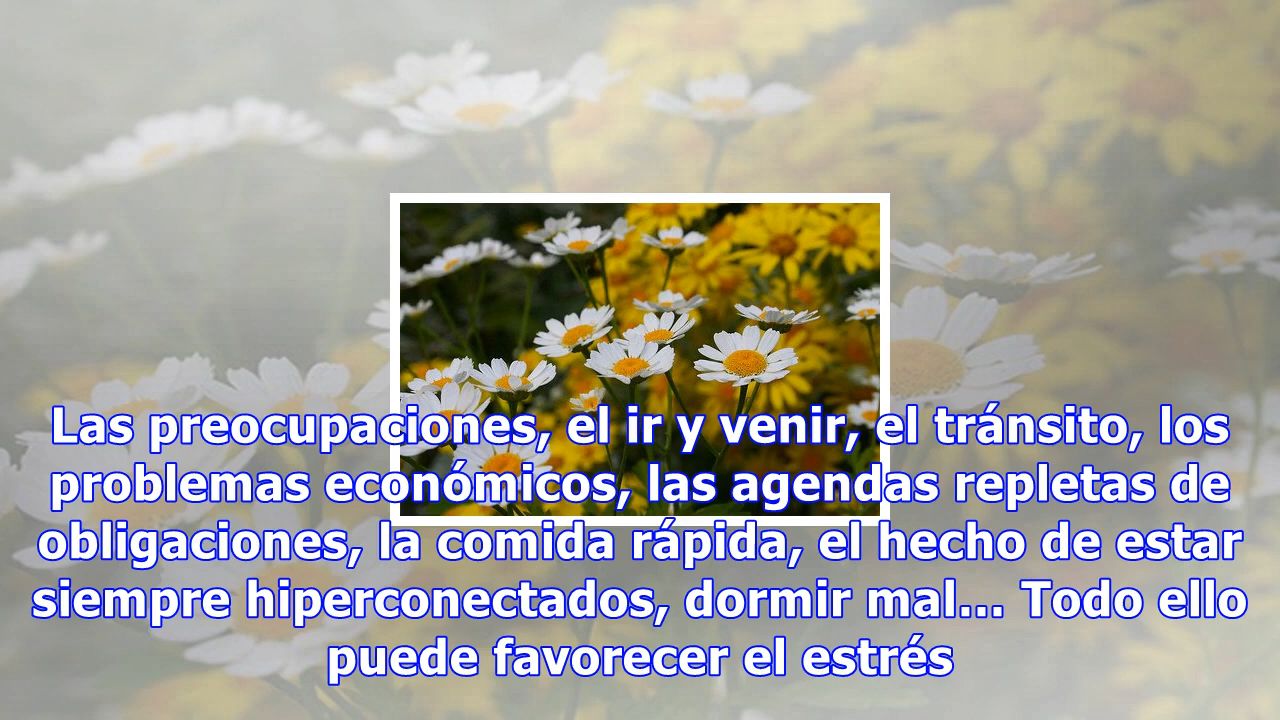 Las preocupaciones, el ir y venir, el tránsito, los
problemas económicos, las agendas repletas de
obligaciones, la comida rápida, el hecho de estar
siempre hiperconectados, dormir mal... Todo ello
puede favorecer el estrés